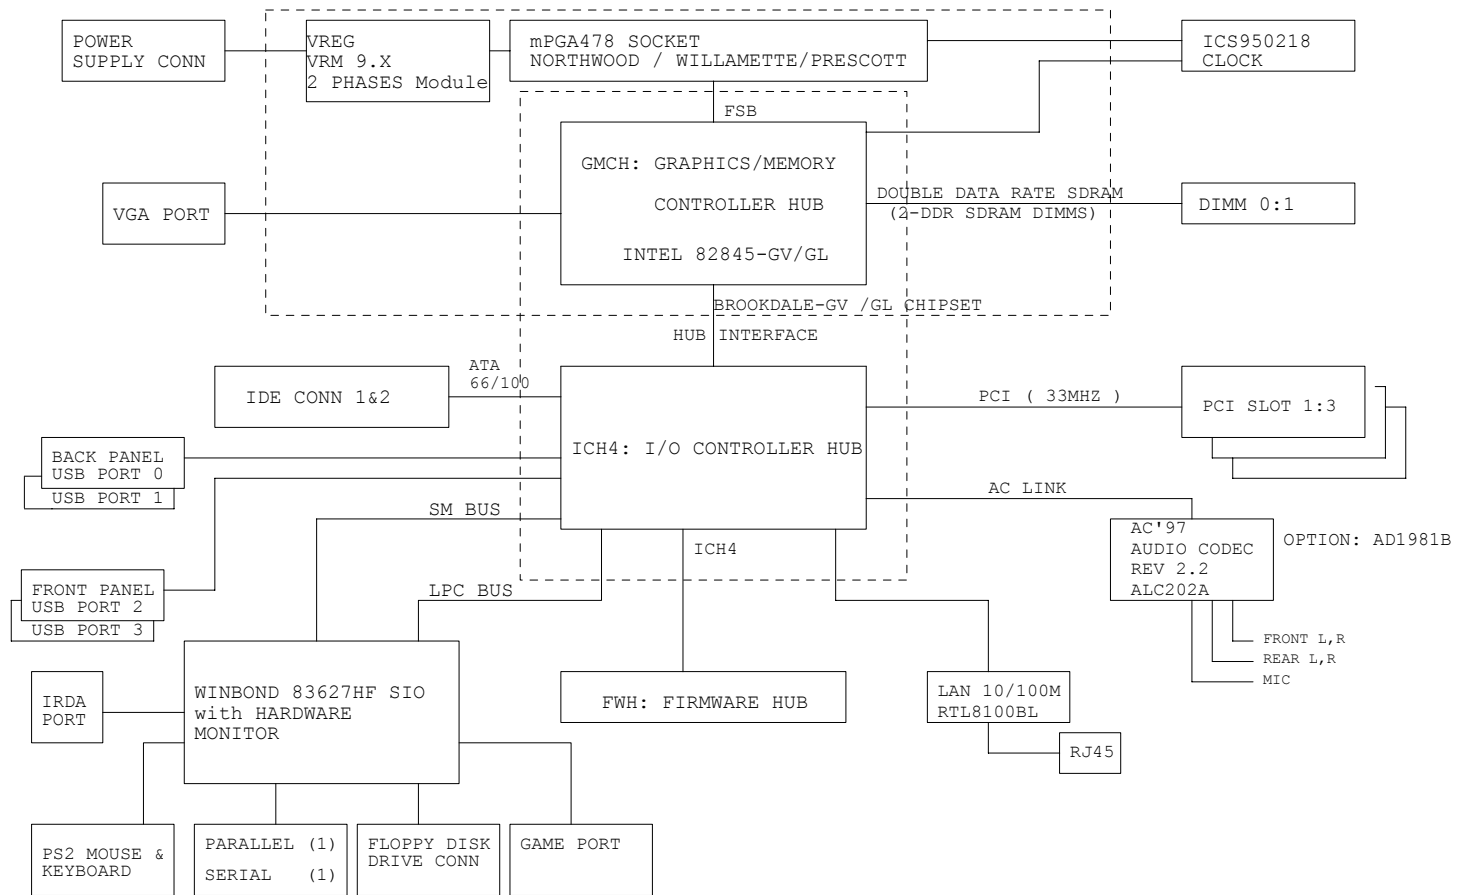 POWER
SUPPLY CONN
VREG
VRM 9.X
2 PHASES Module
mPGA478 SOCKET
NORTHWOOD / WILLAMETTE/PRESCOTT
ICS950218
CLOCK
FSB
GMCH: GRAPHICS/MEMORY
CONTROLLER HUB
INTEL 82845-GV/GL
VGA PORT
DOUBLE DATA RATE SDRAM
(2-DDR SDRAM DIMMS)
DIMM 0:1
BROOKDALE-GV /GL CHIPSET
HUB INTERFACE
IDE CONN 1&2
ATA
66/100
ICH4: I/O CONTROLLER HUB
PCI ( 33MHZ )
PCI SLOT 1:3
BACK PANEL
USB PORT 0
USB PORT 1
SM BUS
AC LINK
ICH4
AC'97
AUDIO CODEC
REV 2.2
ALC202A
OPTION: AD1981B
FRONT PANEL
USB PORT 2
USB PORT 3
LPC BUS
FRONT L,R
REAR L,R
MIC
IRDA
PORT
WINBOND 83627HF SIO
with HARDWARE
MONITOR
FWH: FIRMWARE HUB
LAN 10/100M
RTL8100BL
RJ45
PS2 MOUSE &
KEYBOARD
PARALLEL (1)
SERIAL (1)
FLOPPY DISK
DRIVE CONN
GAME PORT